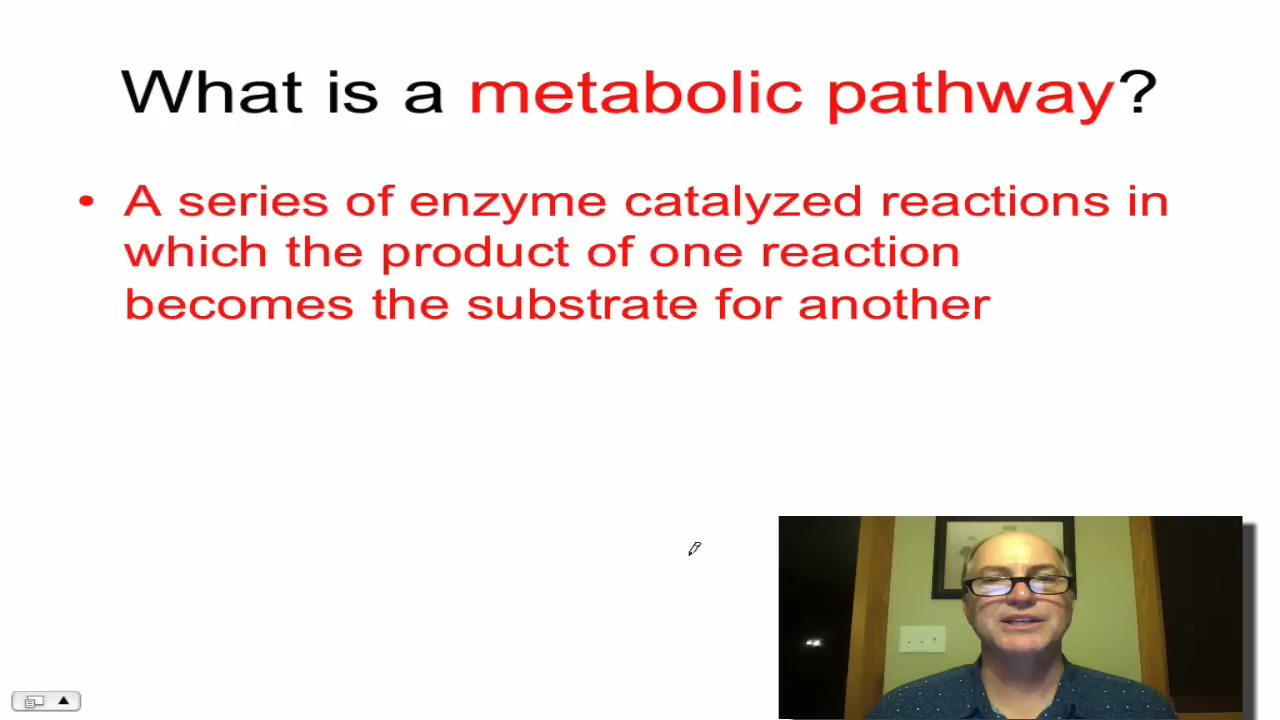 What is a metabolic pathway?
• A series of enzyme catalyzed reactions in
which the product of one reaction
becomes the substrate for another